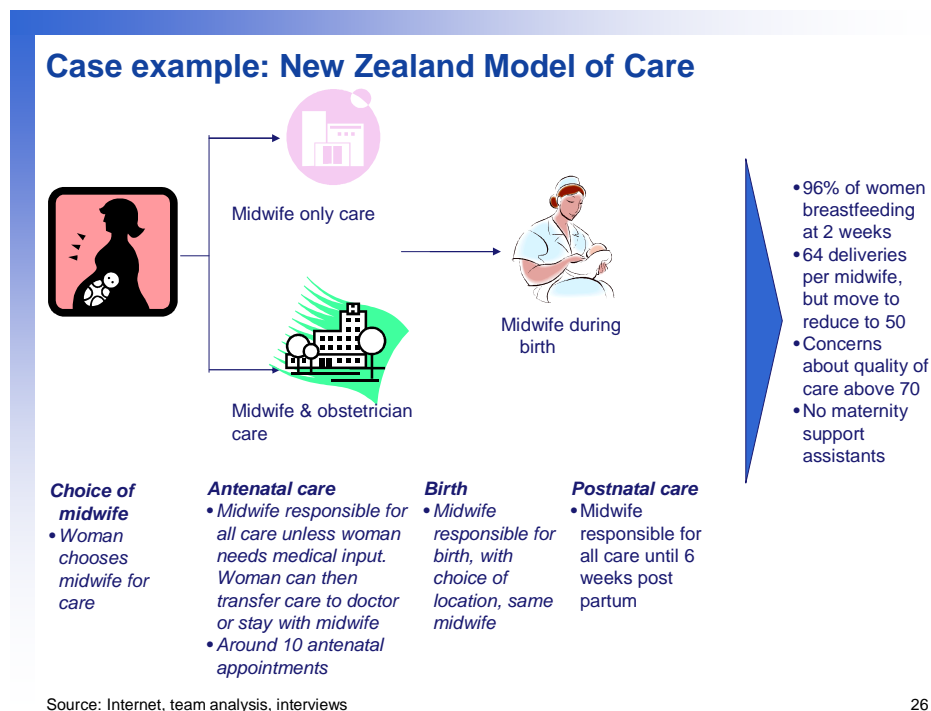 Case example: New Zealand Model of Care
Midwife only care
Midwife & obstetrician
care
Midwife during
birth
•96% of women
breastfeeding
at 2 weeks
•64 deliveries
per midwife,
but move to
reduce to 50
•Concerns
about quality of
care above 70
•No maternity
support
assistants
Choice of
midwife
•Woman
chooses
midwife for
care
Antenatal care
•Midwife responsible for
all care unless woman
needs medical input.
Woman can then
transfer care to doctor
or stay with midwife
•Around 10 antenatal
appointments
Birth
•Midwife
responsible for
birth, with
choice of
location, same
midwife
Postnatal care
•Midwife
responsible for
all care until 6
weeks post
partum
Source: Internet, team analysis, interviews
26